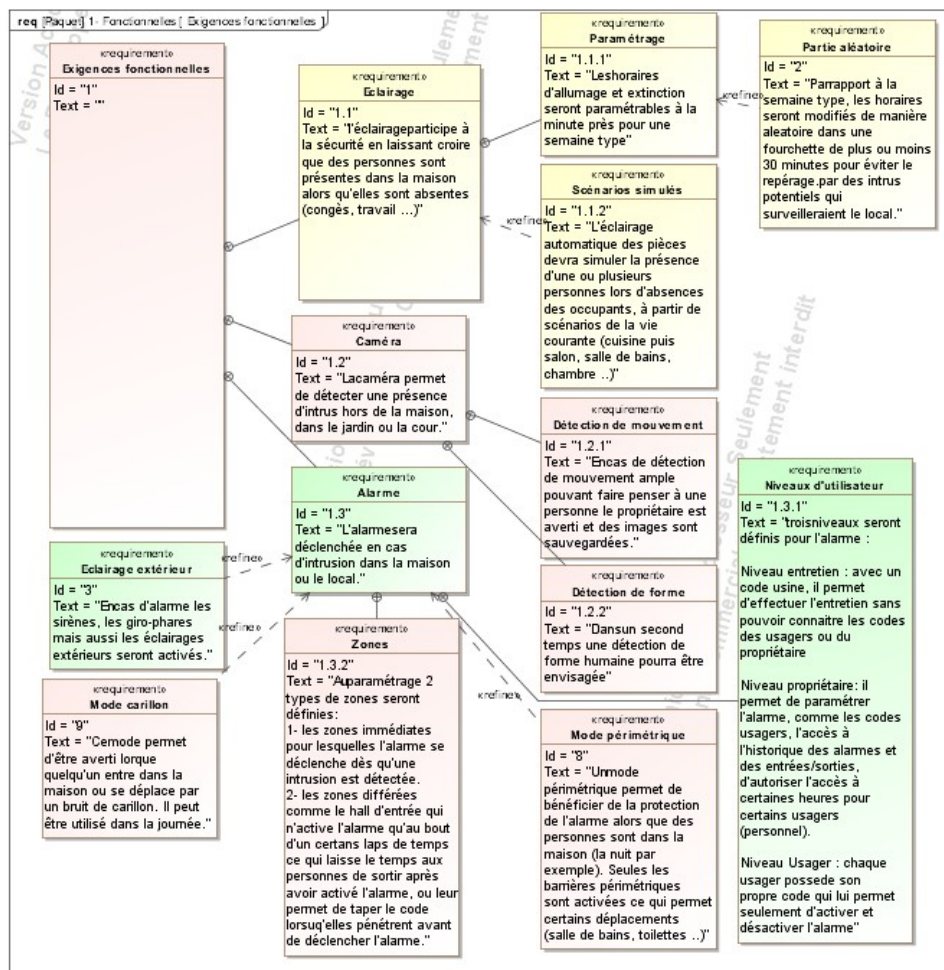 req [Paquet] 1- Fonctionnelles [ Exigences fonctionnelles ]
«requirement»
Exigences fonctionnelles
Id = "1"
Text = ""
«requirement»
Eclairage
Id = "1.1"
Text = "l'éclairageparticipe à
la sécurité en laissant croire
que des personnes sont
présentes dans la maison
alors qu'elles sont absentes
(congès, travail ...)"
«requirement»
Paramétrage
Id = "1.1.1"
Text = "Leshoraires
d'allumage et extinction
seront paramétrables à la
minute près pour une
semaine type"
«requirement»
Partie aléatoire
Id = "2"
Text = "Parrapport à la
semaine type, les horaires
seront modifiés de manière
aleatoire dans une
fourchette de plus ou moins
30 minutes pour éviter le
repérage.par des intrus
potentiels qui
surveilleraient le local."
«refine»
«requirement»
Scénarios simulés
Id = "1.1.2"
Text = "L'éclairage
automatique des pièces
devra simuler la présence
d'une ou plusieurs
personnes lors d'absences
des occupants, à partir de
scénarios de la vie
courante (cuisine puis
salon, salle de bains,
chambre ..)"
«refine»
«requirement»
Caméra
Id = "1.2"
Text = "Lacaméra permet
de détecter une présence
d'intrus hors de la maison,
dans le jardin ou la cour."
«requirement»
Détection de mouvement
Id = "1.2.1"
Text = "Encas de détection
de mouvement ample
pouvant faire penser à une
personne le propriétaire est
averti et des images sont
sauvegardées."
«requirement»
Alarme
Id = "1.3"
Text = "L'alarmesera
déclenchée en cas
d'intrusion dans la maison
ou le local."
«requirement»
Niveaux d'utilisateur
Id = "1.3.1"
Text = "troisniveaux seront
définis pour l'alarme :
Niveau entretien : avec un
code usine, il permet
d'effectuer l'entretien sans
pouvoir connaitre les codes
des usagers ou du
propriétaire
Niveau propriétaire: il
permet de paramétrer
l'alarme, comme les codes
usagers, l'accès à
l'historique des alarmes et
des entrées/sorties,
d'autoriser l'accès à
certaines heures pour
certains usagers
(personnel).
Niveau Usager : chaque
usager possede son
propre code qui lui permet
seulement d'activer et
désactiver l'alarme"
«requirement»
Eclairage extérieur
Id = "3"
Text = "Encas d'alarme les
sirènes, les giro-phares
mais aussi les éclairages
extérieurs seront activés."
«refine»
«refine»
«requirement»
Détection de forme
Id = "1.2.2"
Text = "Dansun second
temps une détection de
forme humaine pourra être
envisagée"
«requirement»
Zones
Id = "1.3.2"
Text = "Auparamétrage 2
types de zones seront
définies:
1- les zones immédiates
pour lesquelles l'alarme se
déclenche dès qu'une
intrusion est détectée.
2- les zones différées
comme le hall d'entrée qui
n'active l'alarme qu'au bout
d'un certans laps de temps
ce qui laisse le temps aux
personnes de sortir après
avoir activé l'alarme, ou leur
permet de taper le code
lorsqu'elles pénétrent avant
de déclencher l'alarme."
«requirement»
Mode carillon
Id = "9"
Text = "Cemode permet
d'être averti lorque
quelqu'un entre dans la
maison ou se déplace par
un bruit de carillon. Il peut
être utilisé dans la journée."
«refine»
«requirement»
Mode périmétrique
Id = "8"
Text = "Unmode
périmétrique permet de
bénéficier de la protection
de l'alarme alors que des
personnes sont dans la
maison (la nuit par
exemple). Seules les
barrières périmétriques
sont activées ce qui permet
certains déplacements
(salle de bains, toilettes ..)"